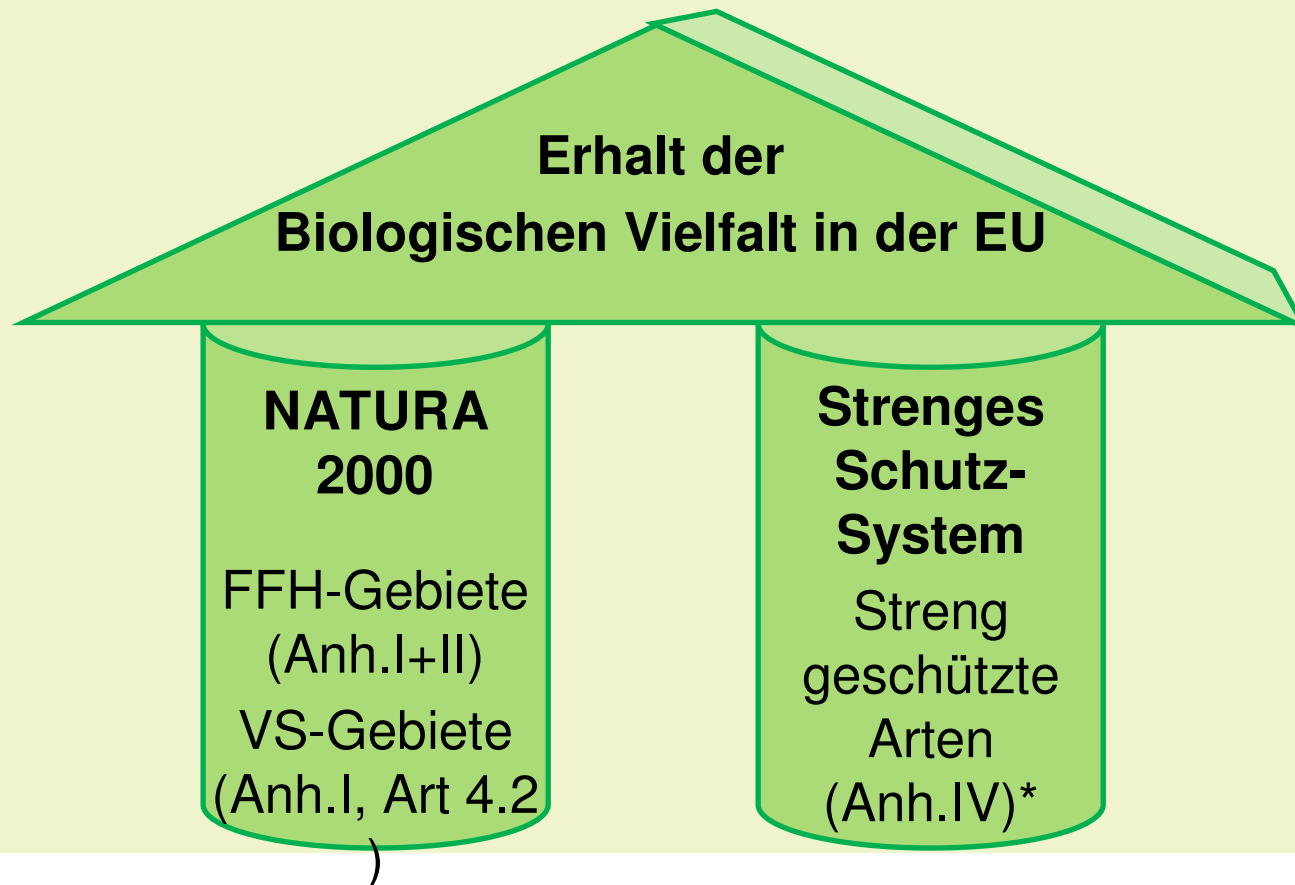 Erhalt der
Biologischen Vielfalt in der EU
NATURA
2000
FFH-Gebiete
(Anh.I+II)
VS-Gebiete
(Anh.I, Art 4.2
)
Strenges
Schutz-
System
Streng
geschützte
Arten
(Anh.IV)*